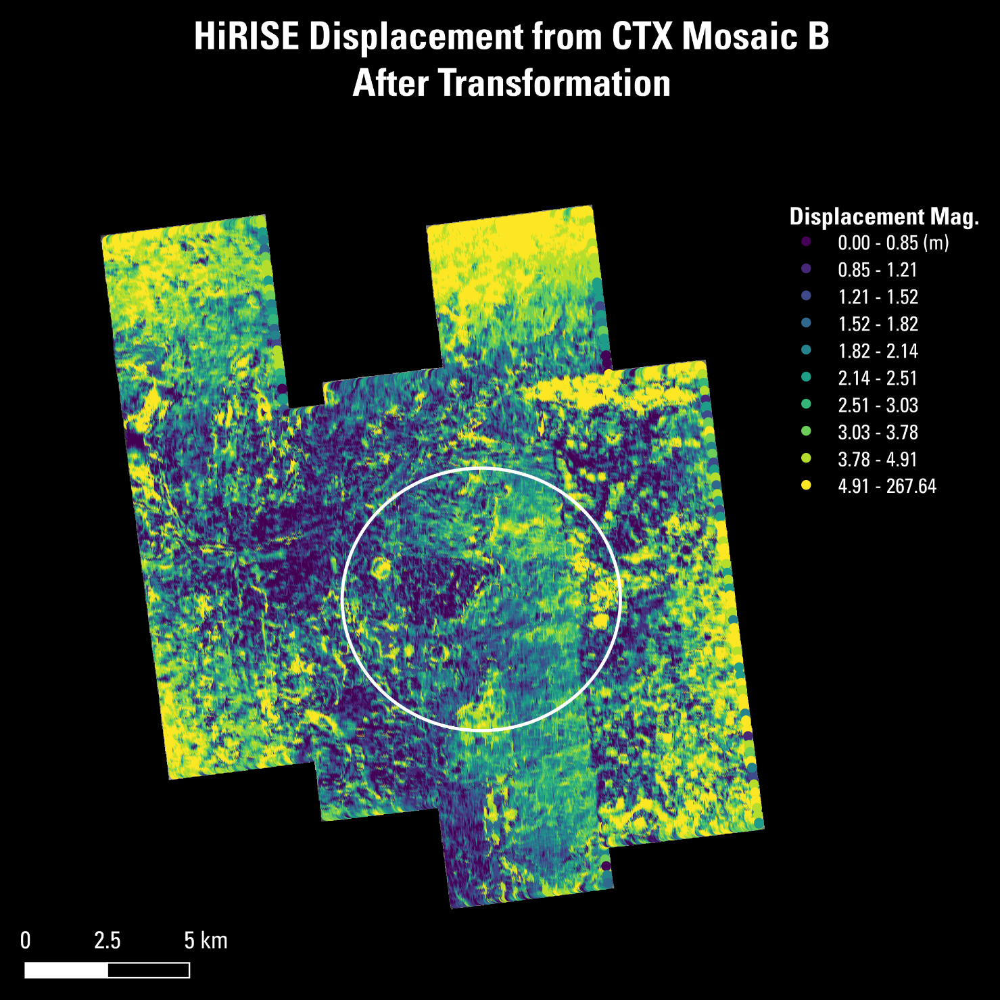 HiRISE Displacement from CTX Mosaic B
After Transformation
Displacement Mag.
0.00 - 0.85 (m)
0.85 - 1.21
1.21 - 1.52
1.52 - 1.82
1.82 - 2.14
2.14 - 2.51
2.51 - 3.03
3.03 - 3.78
3.78 - 4.91
4.91 - 267.64
0 2.5 5 km